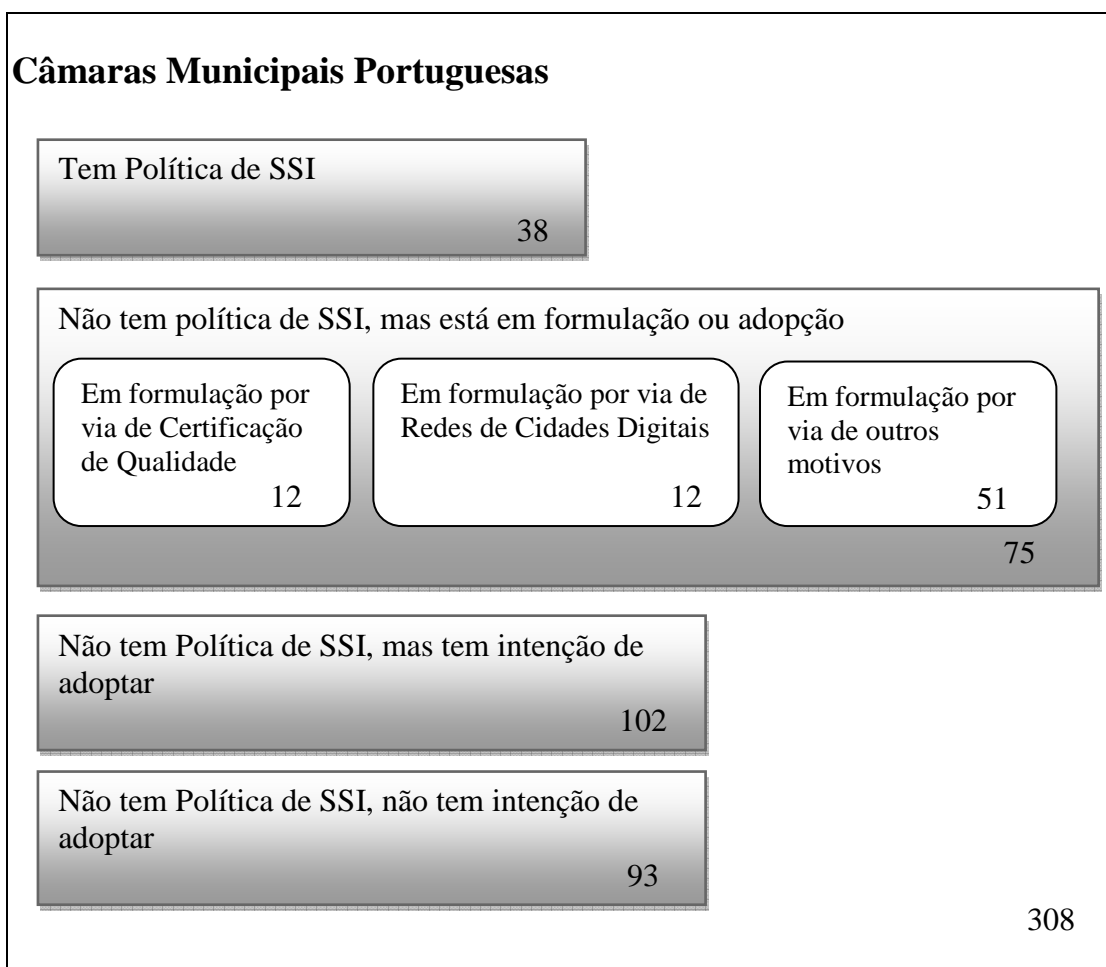 Câmaras Municipais Portuguesas
Tem Política de SSI
38
Não tem política de SSI, mas está em formulação ou adopção
Em formulação por
via de Certificação
de Qualidade
12
Em formulação por via de
Redes de Cidades Digitais
12
Em formulação por
via de outros
motivos
51
75
Não tem Política de SSI, mas tem intenção de
adoptar
102
Não tem Política de SSI, não tem intenção de
adoptar
93
308